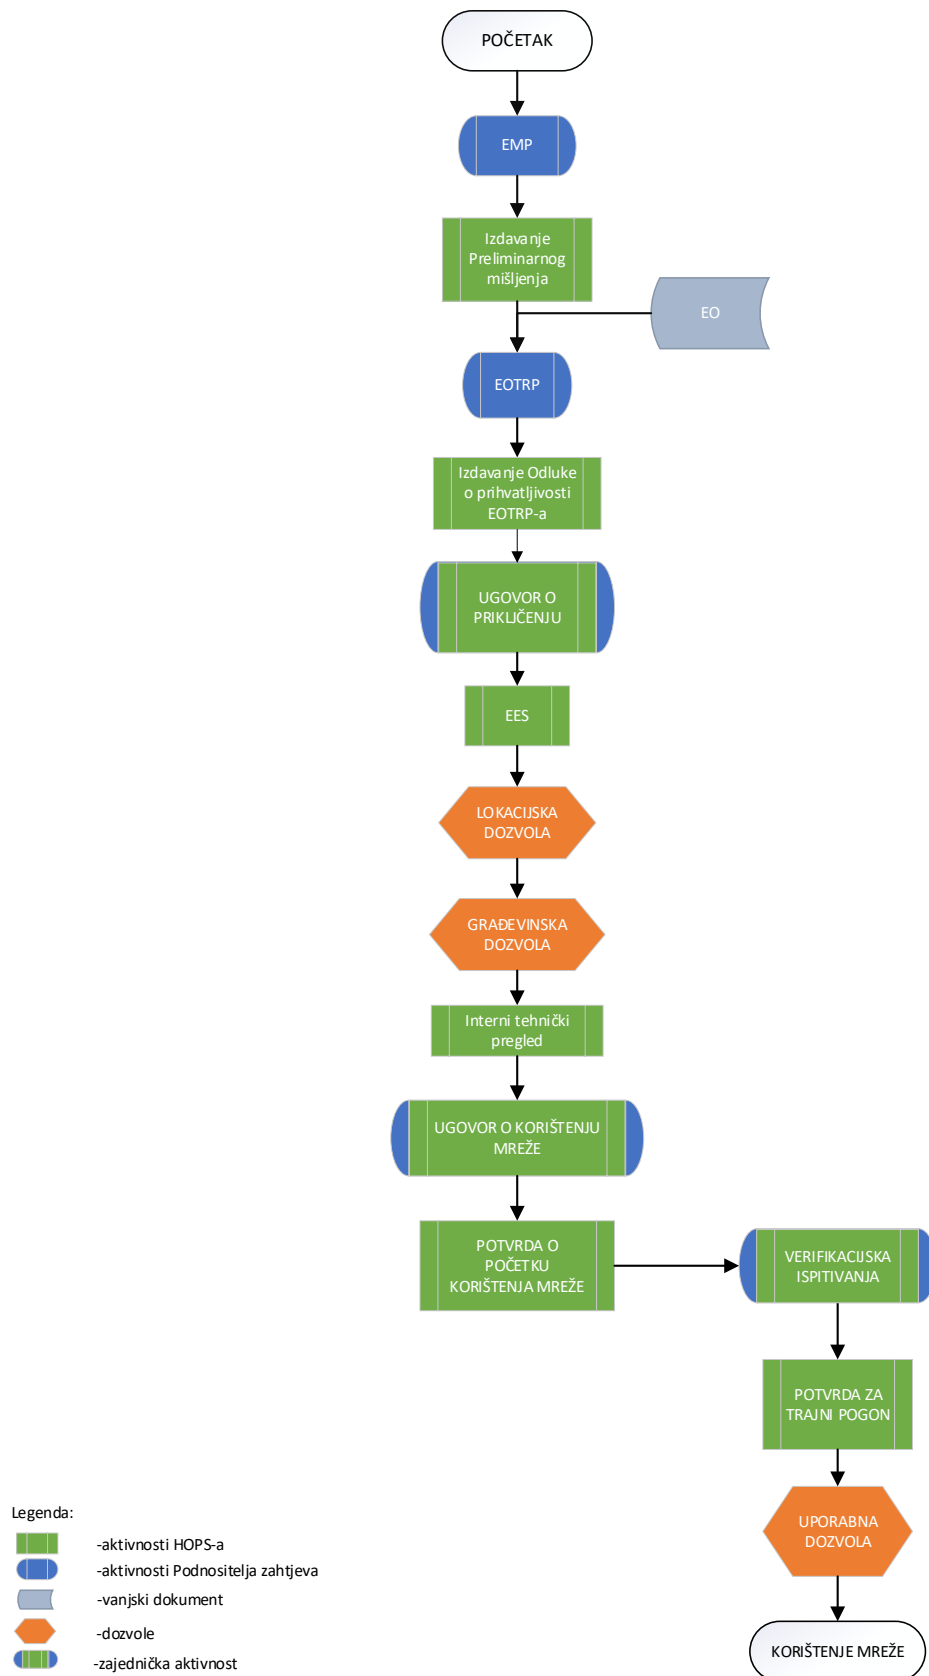 POČETAK
EMP
Izdavanje
Preliminarnog
mišljenja
EO
EOTRP
Izdavanje Odluke
o prihvatljivosti
EOTRP-a
UGOVOR O
PRIKLJČENJU
EES
LOKACIJSKA
DOZVOLA
GRAĐEVINSKA
DOZVOLA
Interni tehnički
pregled
UGOVOR O KORIŠTENJU
MREŽE
POTVRDA O
POČETKU
KORIŠTENJA MREŽE
VERIFIKACIJSKA
ISPITIVANJA
POTVRDA ZA
TRAJNI POGON
UPORABNA
DOZVOLA
KORIŠTENJE MREŽE
Legenda:
-aktivnosti HOPS-a
-aktivnosti Podnositelja zahtjeva
-vanjski dokument
-dozvole
-zajednička aktivnost